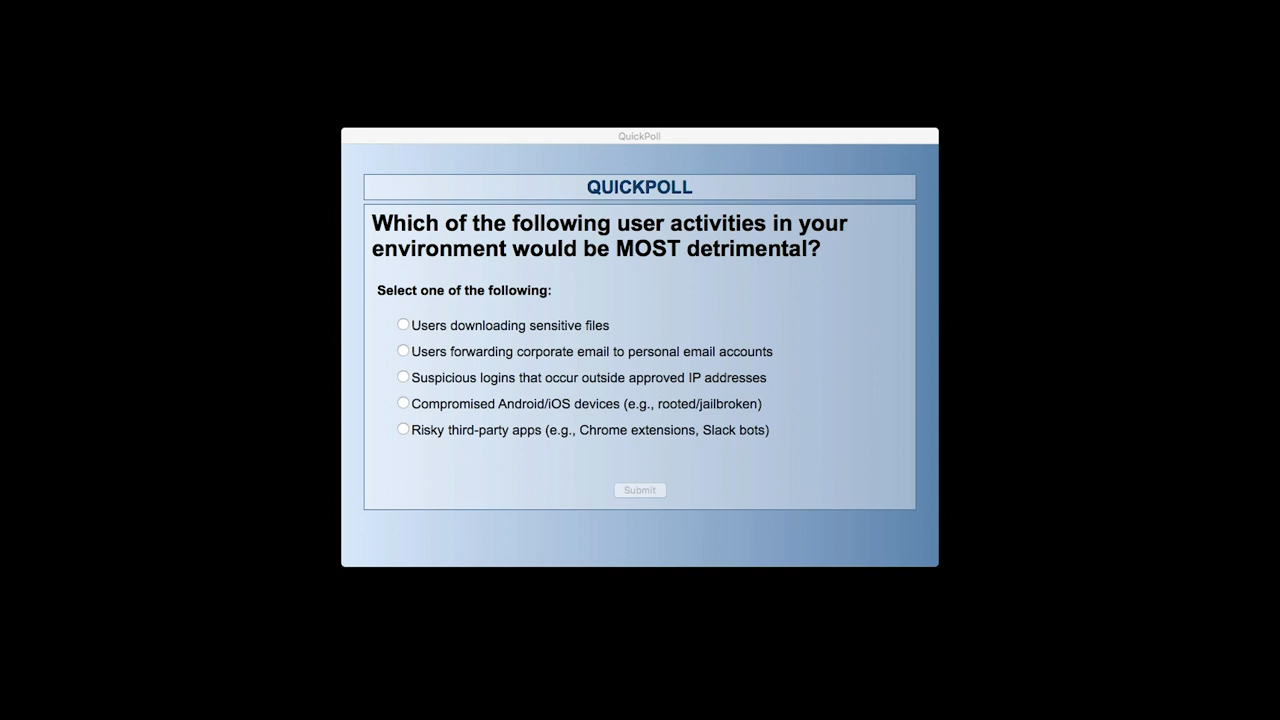 QuickPoll
QUICKPOLL
Which of the following user activities in your
environment would be MOST detrimental?
Select one of the following:
Users downloading sensitive files
Users forwarding corporate email to personal email accounts
Suspicious logins that occur outside approved IP addresses
Compromised Android/iOS devices (e.g., rooted/jailbroken)
Risky third-party apps (e.g., Chrome extensions, Slack bots)
Submit